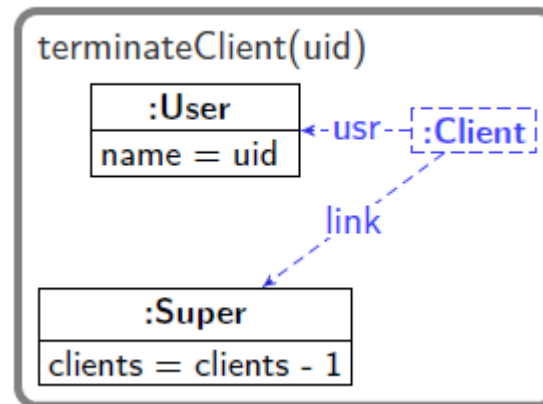 terminateClient(uid)
:User
name = uid
usr
:Client
link
:Super
clients = clients - 1